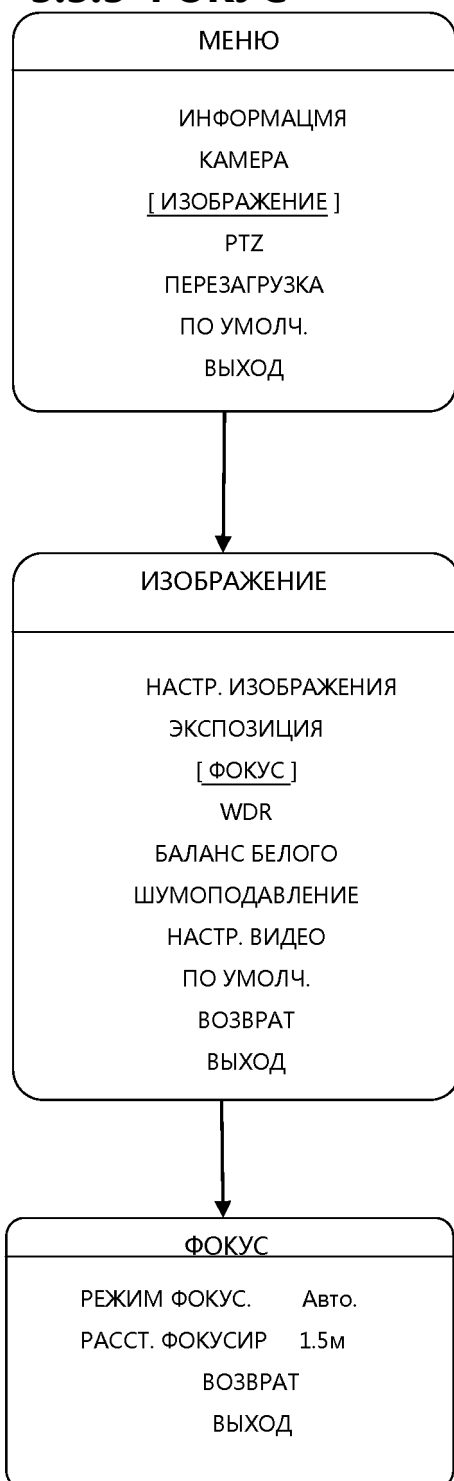 МЕНЮ
ИНФОРМАЦМЯ
КАМЕРА
[ ИЗОБРАЖЕНИЕ ]
PTZ
ПЕРЕЗАГРУЗКА
ПО УМОЛЧ.
ВЫХОД
ИЗОБРАЖЕНИЕ
НАСТР. ИЗОБРАЖЕНИЯ
ЭКСПОЗИЦИЯ
[ ФОКУС ]
WDR
БАЛАНС БЕЛОГО
ШУМОПОДАВЛЕНИЕ
НАСТР. ВИДЕО
ПО УМОЛЧ.
ВОЗВРАТ
ВЫХОД
ФОКУС
РЕЖИМ ФОКУС. Авто.
РАССТ. ФОКУСИР 1.5м
ВОЗВРАТ
ВЫХОД